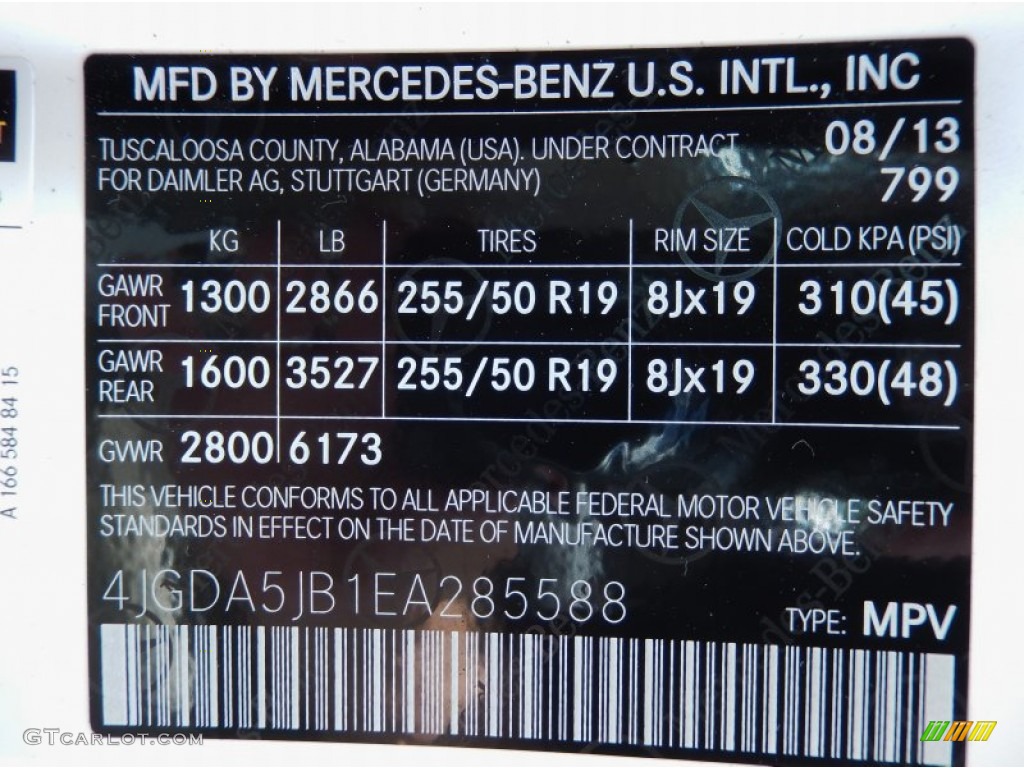 MFD BY MERCEDES-BENZ U.S. INTL., INC
TUSCALOOSA COUNTY, ALABAMA (USA). UNDER CONTRACT 08/13
FOR DAIMLER AG, STUTTGART (GERMANY) 799
KG LB TIRES RIM SIZE COLD KPA (PSI)
GAWR FRONT 1300 2866 255/50 R19 8Jx19 310(45)
GAWR REAR 1600 3527 255/50 R19 8Jx19 330(48)
GVWR 2800 6173
THIS VEHICLE CONFORMS TO ALL APPLICABLE FEDERAL MOTOR VEHICLE SAFETY
STANDARDS IN EFFECT ON THE DATE OF MANUFACTURE SHOWN ABOVE.
4JGDA5JB1EA285588
TYPE: MPV
A 166 584 84 15
GTCARLOT.COM